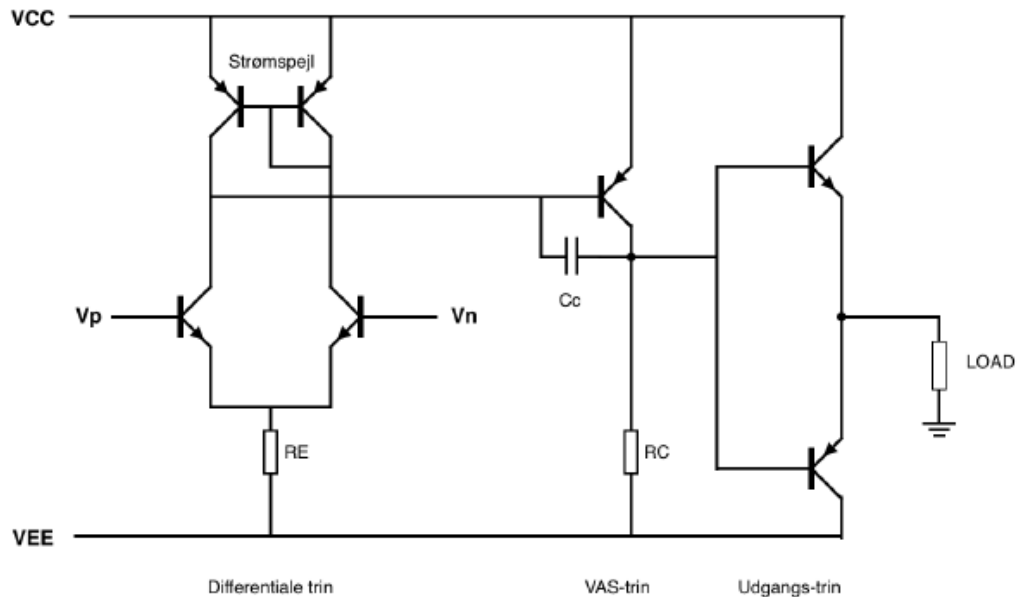 VCC
Strømspejl
Vp
Vn
Cc
LOAD
RE
RC
VEE
Differentiale trin
VAS-trin
Udgangs-trin